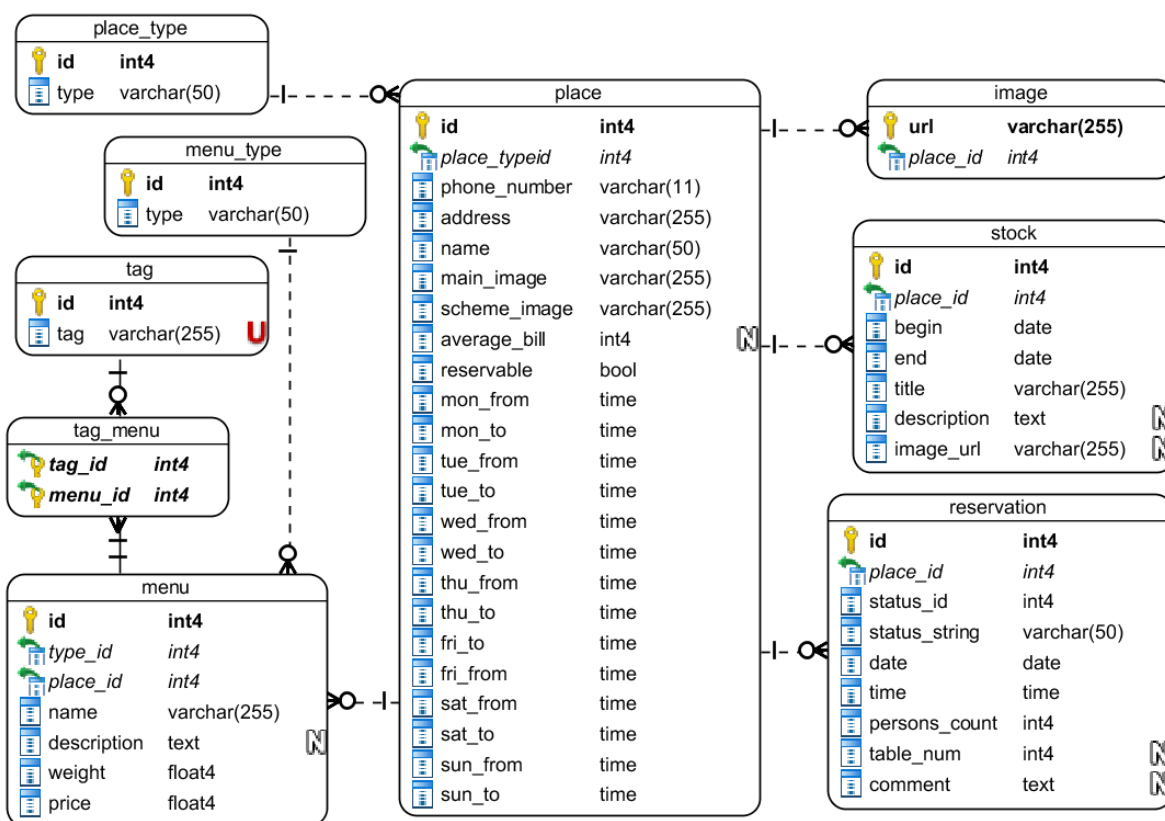 place_type
id int4
type varchar(50)
menu_type
id int4
type varchar(50)
tag
id int4
tag varchar(255) U
tag_menu
tag_id int4
menu_id int4
menu
id int4
type_id int4
place_id int4
name varchar(255)
description text N
weight float4
price float4
place
id int4
place_typeid int4
phone_number varchar(11)
address varchar(255)
name varchar(50)
main_image varchar(255)
scheme_image varchar(255)
average_bill int4 N
reservable bool
mon_from time
mon_to time
tue_from time
tue_to time
wed_from time
wed_to time
thu_from time
thu_to time
fri_to time
fri_from time
sat_from time
sat_to time
sun_from time
sun_to time
image
url varchar(255)
place_id int4
stock
id int4
place_id int4
begin date
end date
title varchar(255)
description text N
image_url varchar(255) N
reservation
id int4
place_id int4
status_id int4
status_string varchar(50)
date date
time time
persons_count int4
table_num int4 N
comment text N